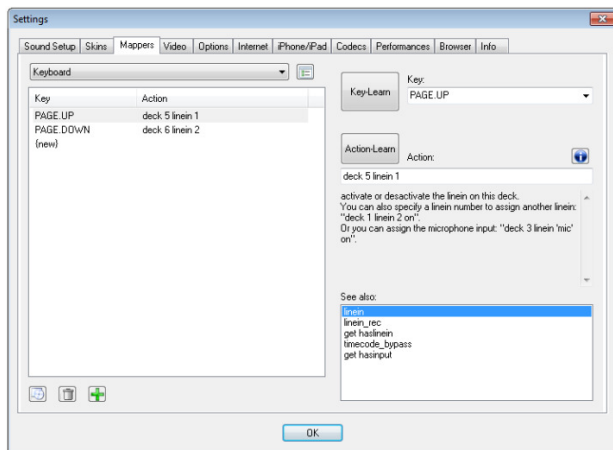 Settings
Sound Setup Skins Mappers Video Options Internet iPhone/iPad Codecs Performances Browser Info
Keyboard
Key Action
PAGE.UP deck 5 linein 1
PAGE.DOWN deck 6 linein 2
(new)
Key-Learn
Key:
PAGE.UP
Action-Learn
Action:
deck 5 linein 1
activate or desactivate the linein on this deck.
You can also specify a linein number to assign another linein:
"deck 1 linein 2 on".
Or you can assign the microphone input: "deck 3 linein 'mic'
on".
See also:
linein
linein_rec
get haslinein
timecode_bypass
get hasinput
OK